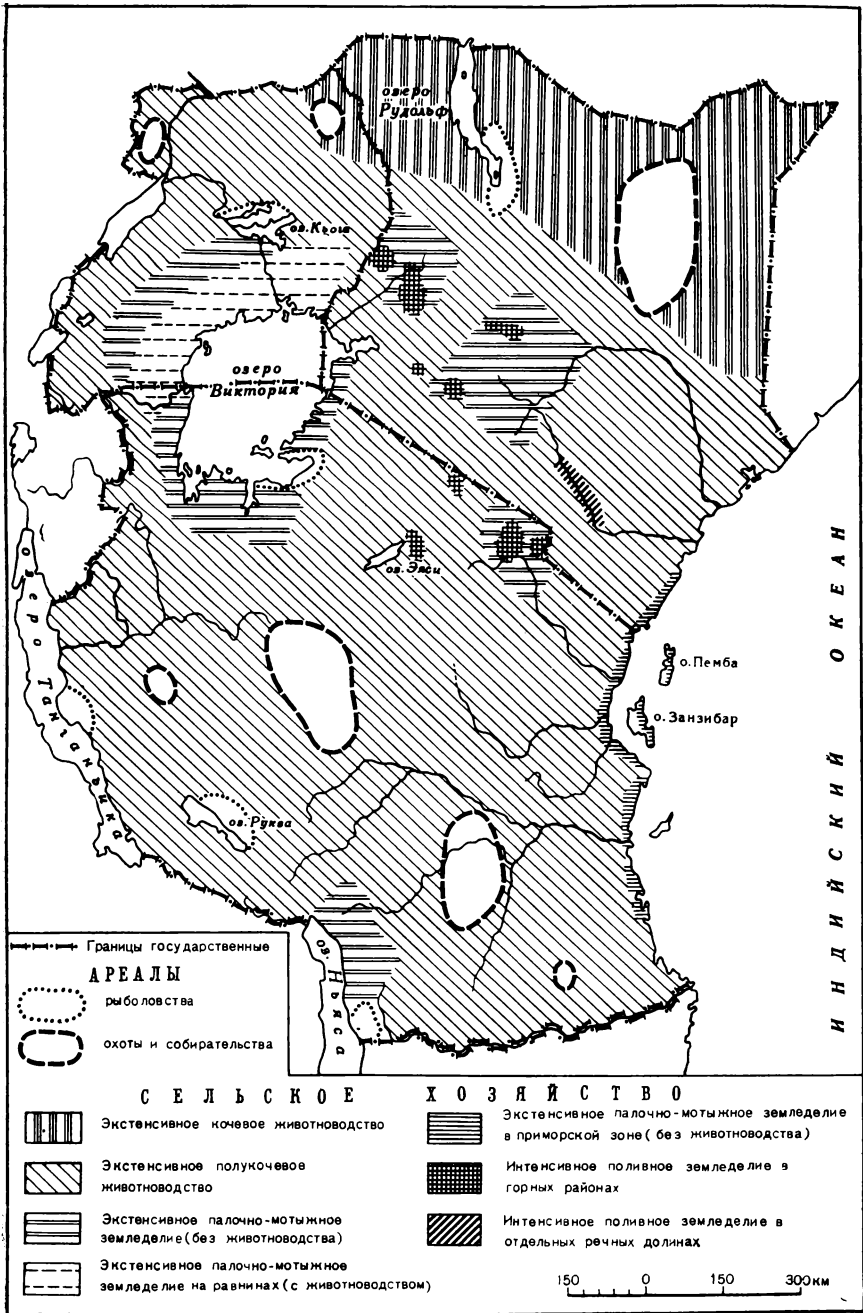 озеро
Рудольф
оз. Кьога
озеро
Виктория
оз. Эяси
озеро Танганьика
о. Пемба
о. Занзибар
оз. Руква
оз. Ньяса
ИНДИЙСКИЙ ОКЕАН
Границы государственные
АРЕАЛЫ
рыболовства
охоты и собирательства
СЕЛЬСКОЕ ХОЗЯЙСТВО
Экстенсивное кочевое животноводство
Экстенсивное полукочевое
животноводство
Экстенсивное палочно-мотыжное
земледелие (без животноводства)
Экстенсивное палочно-мотыжное
земледелие на равнинах (с животноводством)
Экстенсивное палочно-мотыжное земледелие
в приморской зоне (без животноводства)
Интенсивное поливное земледелие в
горных районах
Интенсивное поливное земледелие в
отдельных речных долинах
150 0 150 300 км